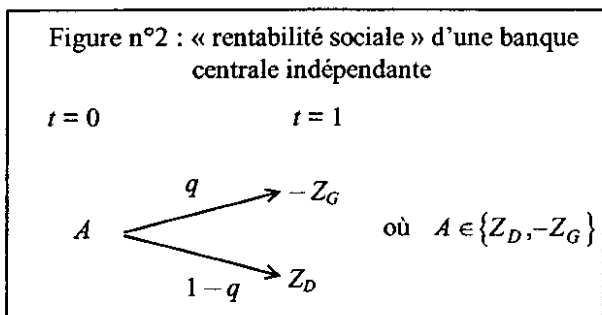 Figure n°2 : « rentabilité sociale » d'une banque
centrale indépendante
t = 0 t = 1
q − Z_G
A où A ∈ {Z_D,−Z_G}
1 − q Z_D